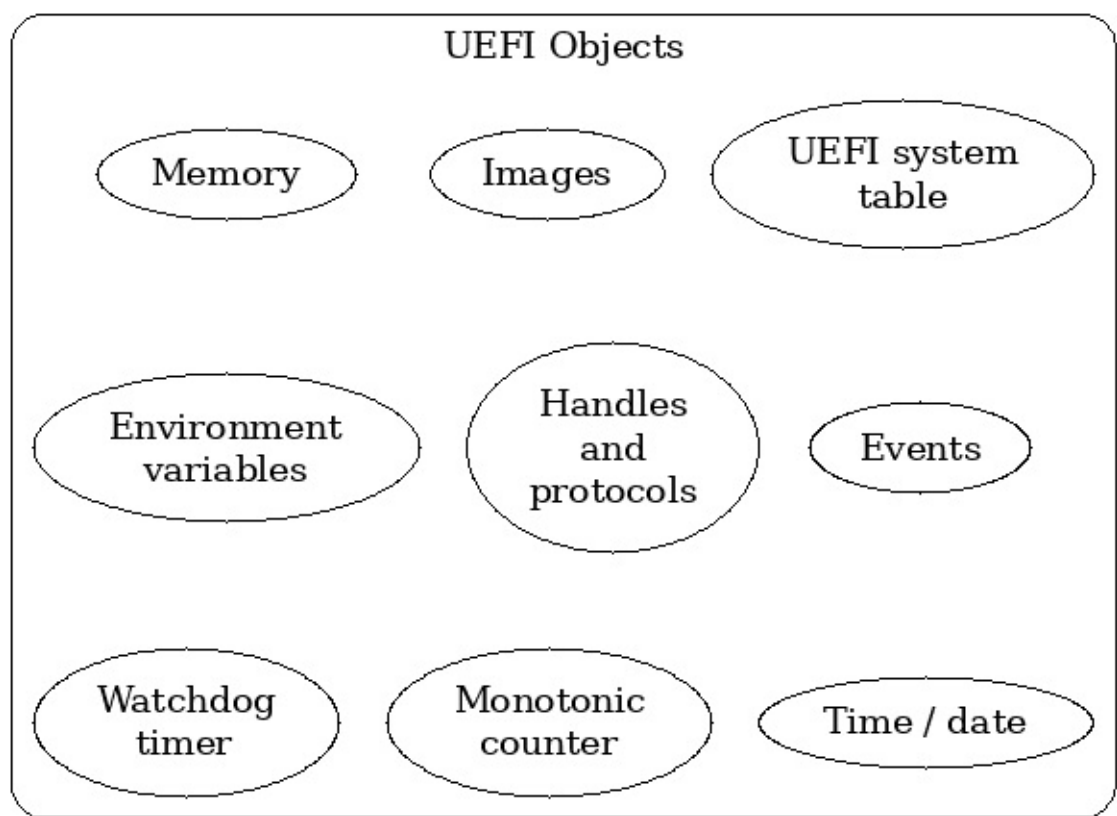 UEFI Objects
Memory
Images
UEFI system
table
Environment
variables
Handles
and
protocols
Events
Watchdog
timer
Monotonic
counter
Time / date